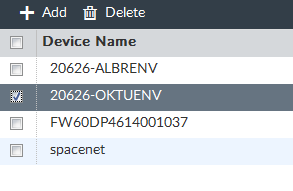 Add Delete
Device Name
20626-ALBRENV
20626-OKTUENV
FW60DP4614001037
spacenet